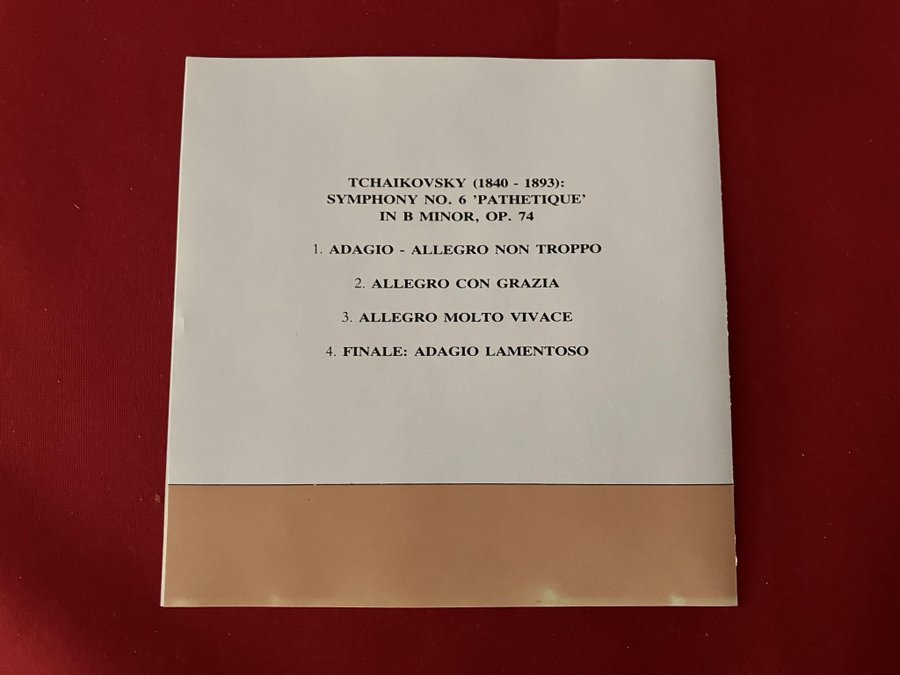 TCHAIKOVSKY (1840 - 1893):
SYMPHONY NO. 6 'PATHETIQUE'
IN B MINOR, OP. 74
1. ADAGIO - ALLEGRO NON TROPPO
2. ALLEGRO CON GRAZIA
3. ALLEGRO MOLTO VIVACE
4. FINALE: ADAGIO LAMENTOSO